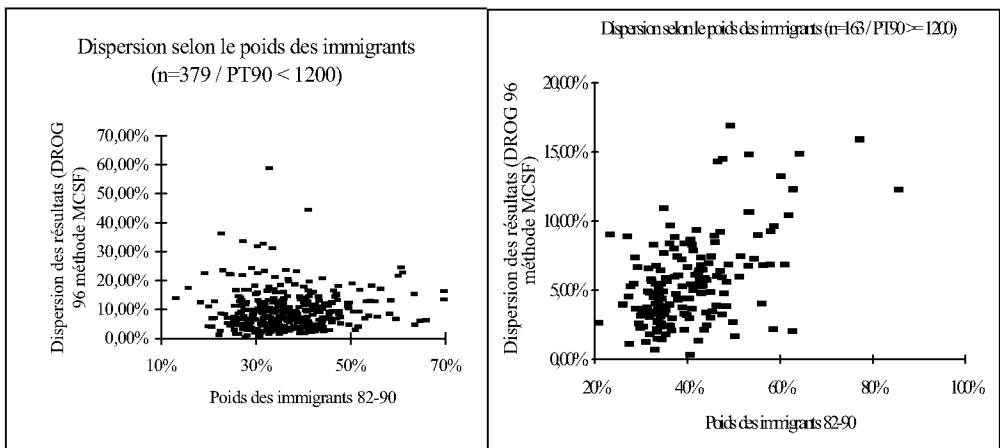 Dispersion selon le poids des immigrants
(n=379 / PT90 < 1200)
Dispersion des résultats (DROG
96 méthode MCSF)
70,00%
60,00%
50,00%
40,00%
30,00%
20,00%
10,00%
0,00%
10%
30%
50%
70%
Poids des immigrants 82-90
Dispersion selon le poids des immigrants (n=163 / PT90 >= 1200)
Dispersion des résultats (DROG 96
méthode MCSF)
20,00%
15,00%
10,00%
5,00%
0,00%
20%
40%
60%
80%
100%
Poids des immigrants 82-90